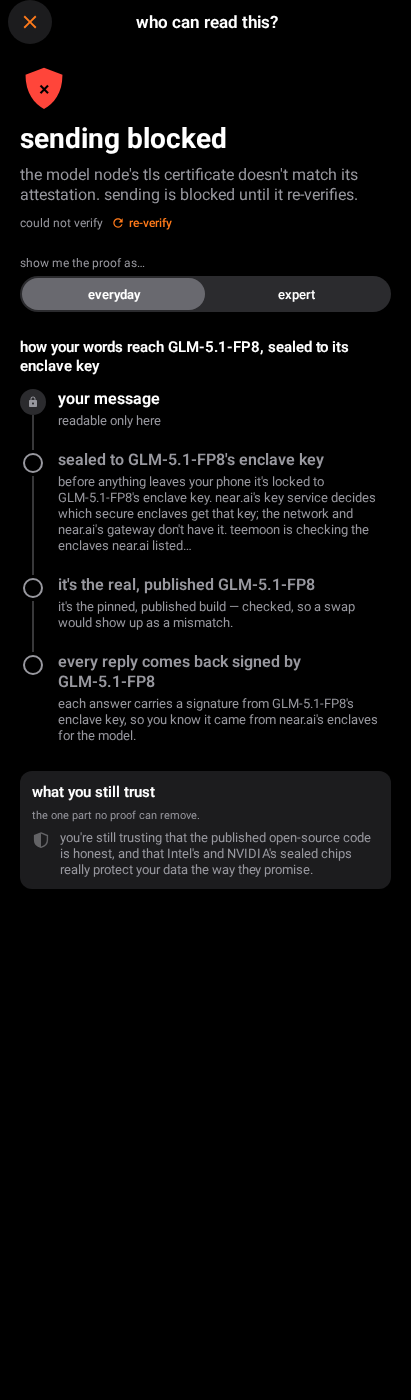 who can read this?
sending blocked
the model node's tls certificate doesn't match its
attestation. sending is blocked until it re-verifies.
could not verify re-verify
show me the proof as…
everyday expert
how your words reach GLM-5.1-FP8, sealed to its
enclave key
your message
readable only here
sealed to GLM-5.1-FP8's enclave key
before anything leaves your phone it's locked to
GLM-5.1-FP8's enclave key. near.ai's key service decides
which secure enclaves get that key; the network and
near.ai's gateway don't have it. teemoon is checking the
enclaves near.ai listed…
it's the real, published GLM-5.1-FP8
it's the pinned, published build — checked, so a swap
would show up as a mismatch.
every reply comes back signed by
GLM-5.1-FP8
each answer carries a signature from GLM-5.1-FP8's
enclave key, so you know it came from near.ai's enclaves
for the model.
what you still trust
the one part no proof can remove.
you're still trusting that the published open-source code
is honest, and that Intel's and NVIDIA's sealed chips
really protect your data the way they promise.